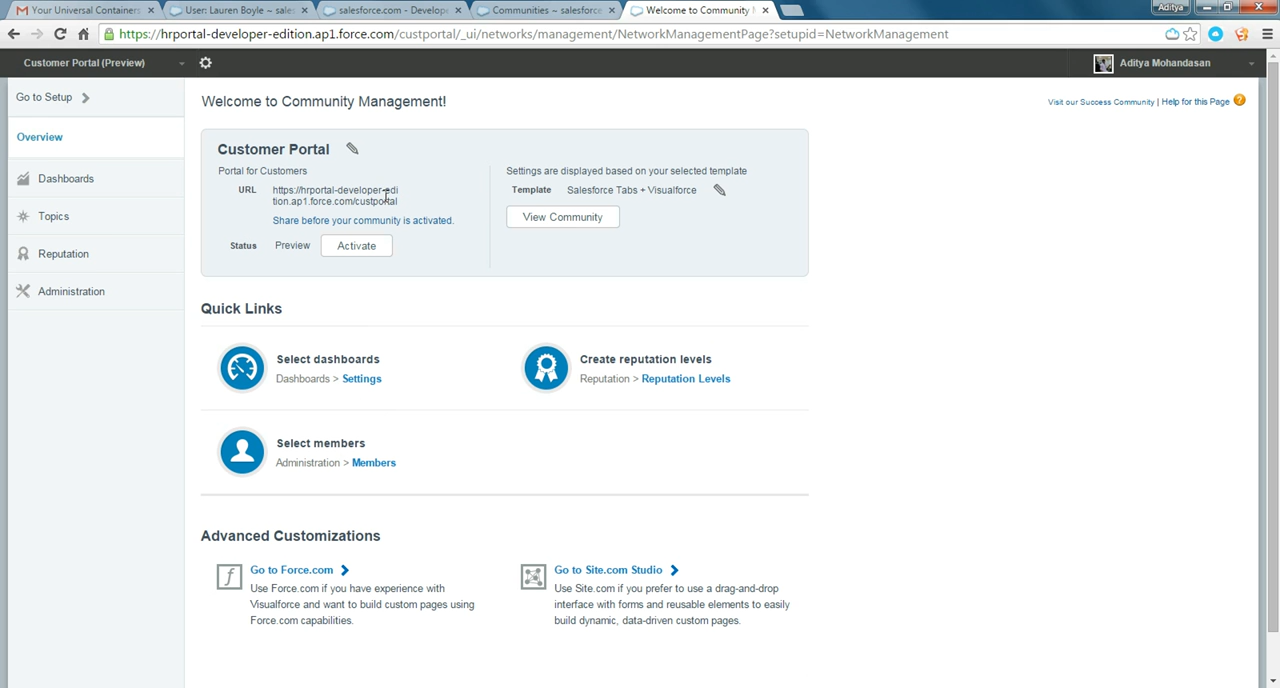 Your Universal Containers
User: Lauren Boyle ~ sales
salesforce.com - Develope
Communities ~ salesforce
Welcome to Community M
Aditya
https://hrportal-developer-edition.ap1.force.com/custportal/_ui/networks/management/NetworkManagementPage?setupid=NetworkManagement
Customer Portal (Preview)
Aditya Mohandasan
Go to Setup
Overview
Dashboards
Topics
Reputation
Administration
Welcome to Community Management!
Visit our Success Community | Help for this Page
Customer Portal
Portal for Customers
URL https://hrportal-developer-edi
tion.ap1.force.com/custportal
Share before your community is activated.
Status Preview Activate
Settings are displayed based on your selected template
Template Salesforce Tabs + Visualforce
View Community
Quick Links
Select dashboards
Dashboards > Settings
Create reputation levels
Reputation > Reputation Levels
Select members
Administration > Members
Advanced Customizations
Go to Force.com
Use Force.com if you have experience with
Visualforce and want to build custom pages using
Force.com capabilities.
Go to Site.com Studio
Use Site.com if you prefer to use a drag-and-drop
interface with forms and reusable elements to easily
build dynamic, data-driven custom pages.